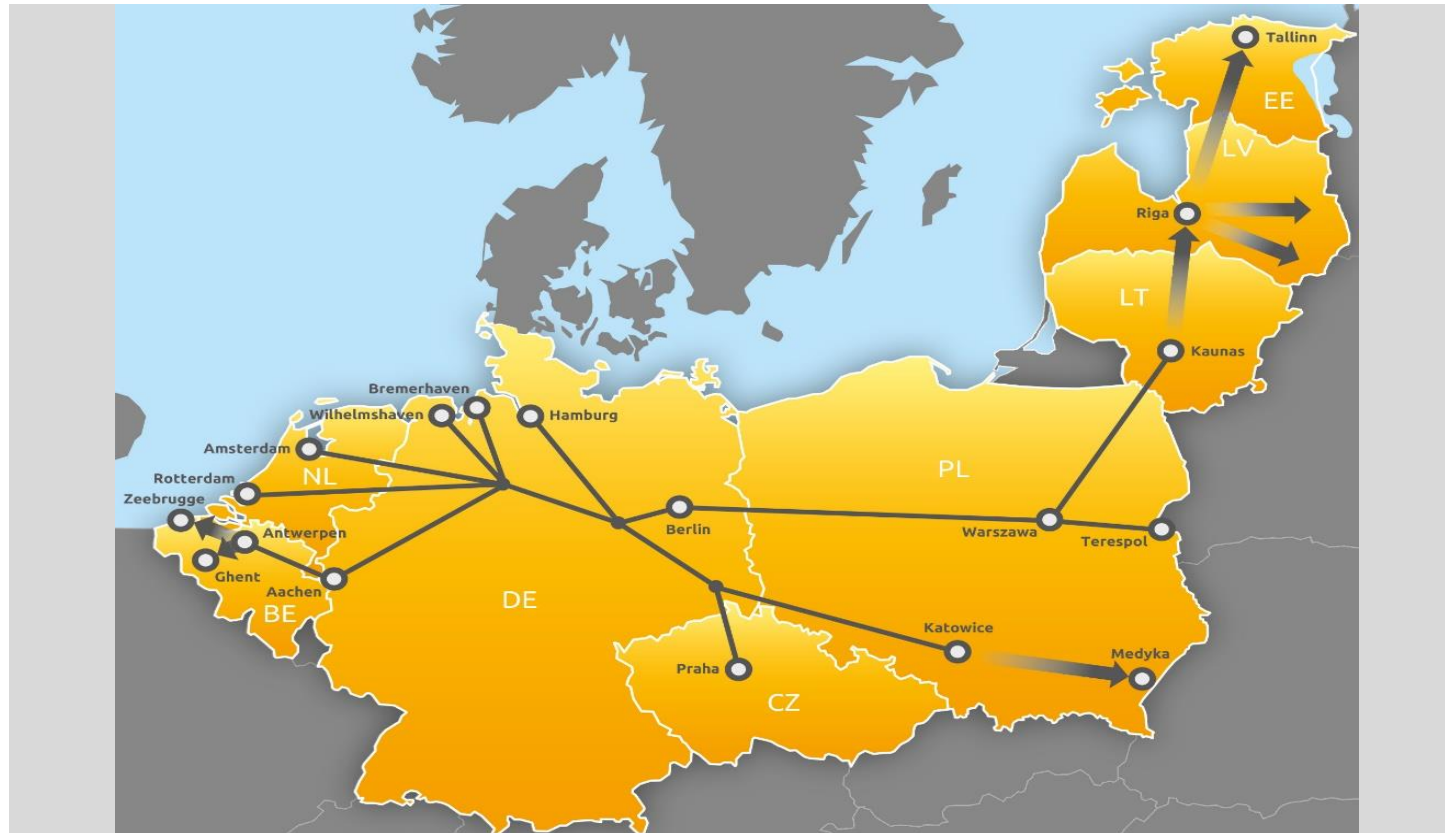 Tallinn
EE
LV
Riga
LT
Kaunas
Bremerhaven
Wilhelmshaven
Hamburg
Amsterdam
NL
PL
Rotterdam
Zeebrugge
Antwerpen
Berlin
Warszawa
Terespol
Ghent
Aachen
BE
DE
Katowice
Medyka
Praha
CZ